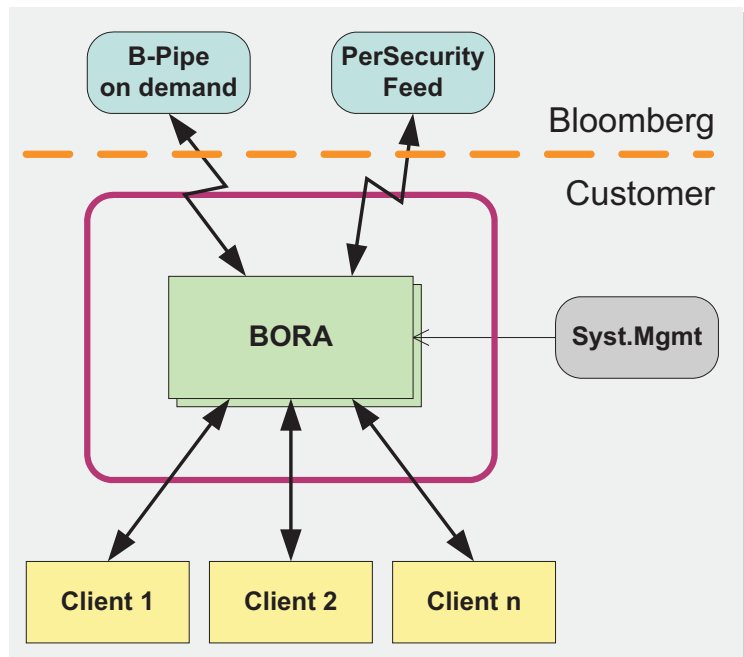 B-Pipe
on demand
PerSecurity
Feed
Bloomberg
Customer
BORA
Syst.Mgmt
Client 1
Client 2
Client n